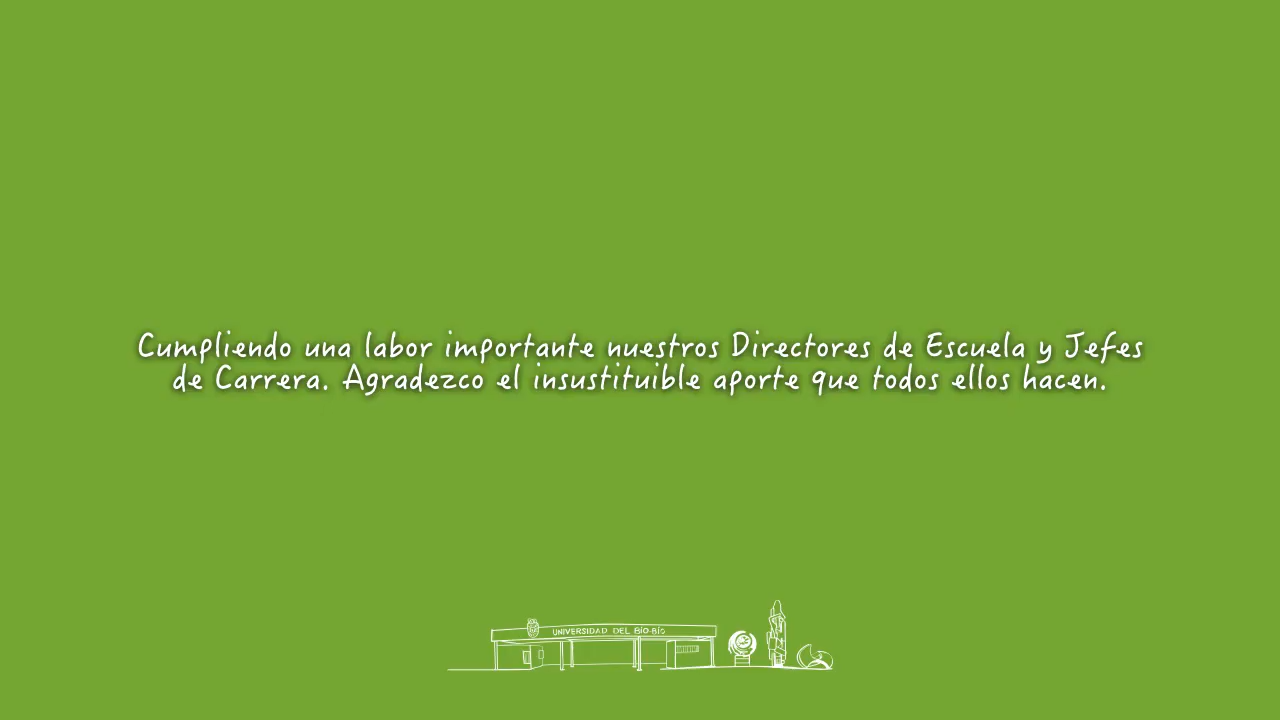 Cumpliendo una labor importante nuestros Directores de Escuela y Jefes
de Carrera. Agradezco el insustituible aporte que todos ellos hacen.
UNIVERSIDAD DEL BÍO-BÍO